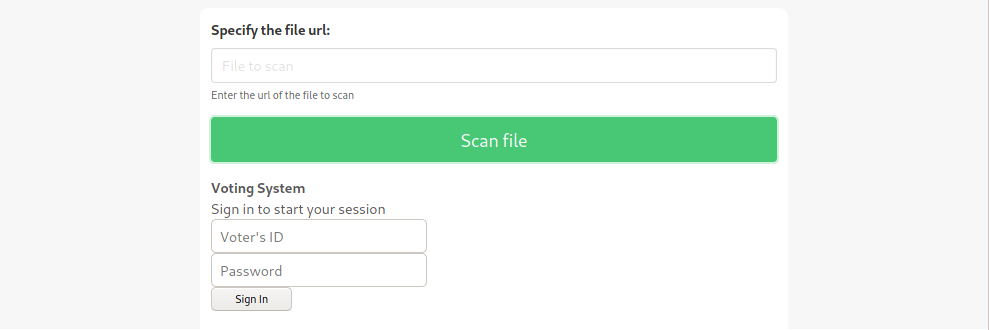 Specify the file url:
File to scan
Enter the url of the file to scan
Scan file
Voting System
Sign in to start your session
Voter's ID
Password
Sign In